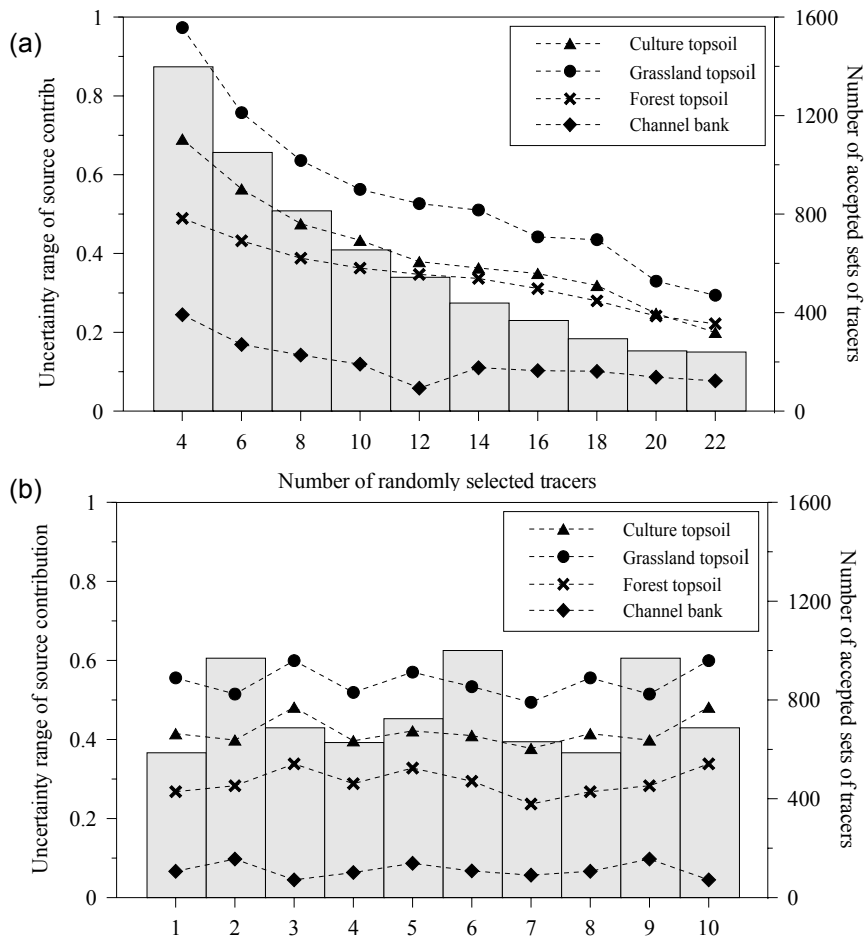 (a)
Uncertainty range of source contribu
1
0.8
0.6
0.4
0.2
0
Culture topsoil
Grassland topsoil
Forest topsoil
Channel bank
1600
1200
800
400
0
Number of accepted sets of tracers
4 6 8 10 12 14 16 18 20 22
Number of randomly selected tracers
(b)
Uncertainty range of source contribution
1
0.8
0.6
0.4
0.2
0
Culture topsoil
Grassland topsoil
Forest topsoil
Channel bank
1600
1200
800
400
0
Number of accepted sets of tracers
1 2 3 4 5 6 7 8 9 10